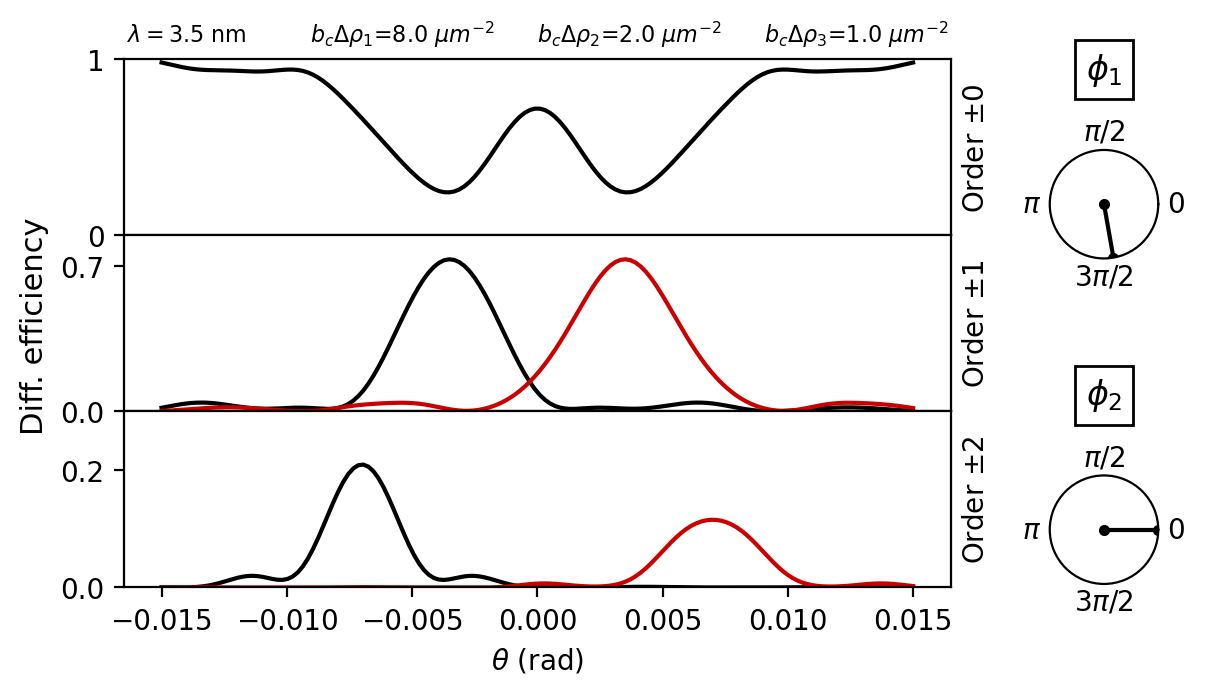 λ = 3.5 nm b_cΔρ_1=8.0 μm^{-2} b_cΔρ_2=2.0 μm^{-2} b_cΔρ_3=1.0 μm^{-2}
Diff. efficiency
1
0
Order ±0
0.7
0.0
Order ±1
0.2
0.0
Order ±2
−0.015 −0.010 −0.005 0.000 0.005 0.010 0.015
θ (rad)
ϕ_1
π/2
π 0
3π/2
ϕ_2
π/2
π 0
3π/2